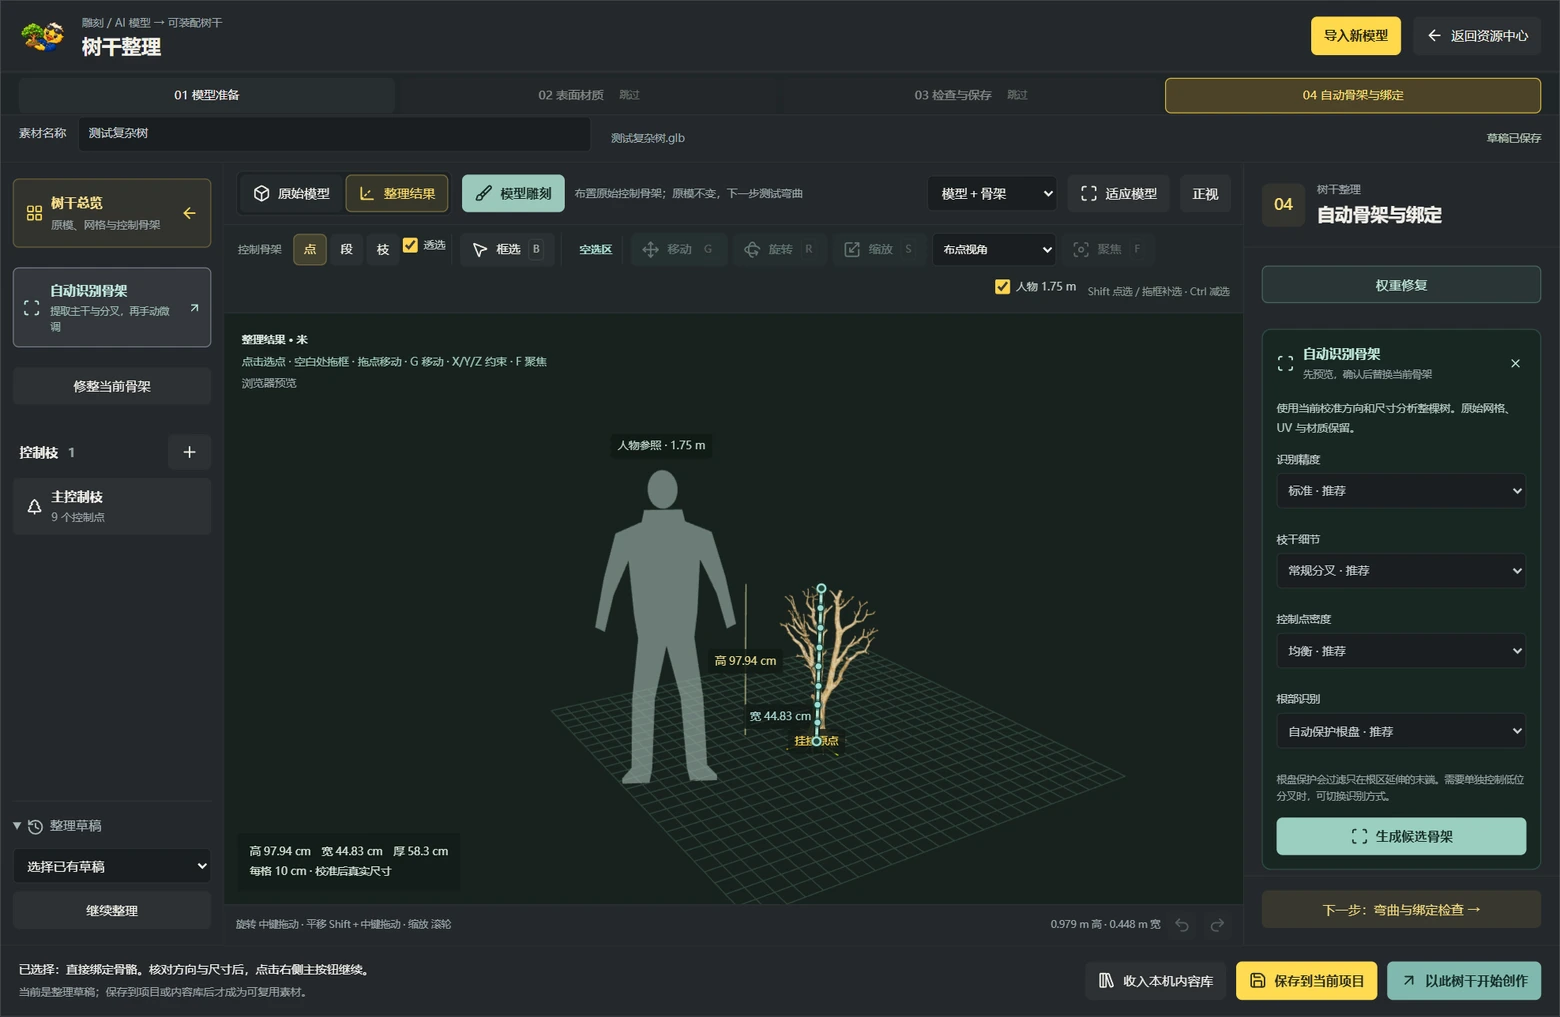 雕刻 / AI 模型 → 可装配树干
树干整理
导入新模型
← 返回资源中心
01 模型准备
02 表面材质 跳过
03 检查与保存 跳过
04 自动骨架与绑定
素材名称
测试复杂树
测试复杂树.glb
草稿已保存
树干总览
原模、网格与控制骨架
自动识别骨架
提取主干与分叉，再手动微
调
修整当前骨架
控制枝 1
+
主控制枝
9 个控制点
整理草稿
选择已有草稿
继续整理
原始模型
整理结果
模型雕刻
布置原始控制骨架；原模不变，下一步测试弯曲
模型 + 骨架
适应模型
正视
控制骨架
点
段
枝
透选
框选 B
空选区
移动 G
旋转 R
缩放 S
布点视角
聚焦 F
人物 1.75 m
Shift 点选 / 拖框补选 · Ctrl 减选
整理结果 • 米
点击选点 · 空白处拖框 · 拖点移动 · G 移动 · X/Y/Z 约束 · F 聚焦
浏览器预览
人物参照 · 1.75 m
高 97.94 cm
宽 44.83 cm
高 97.94 cm 宽 44.83 cm 厚 58.3 cm
每格 10 cm · 校准后真实尺寸
旋转 中键拖动 · 平移 Shift + 中键拖动 · 缩放 滚轮
0.979 m 高 · 0.448 m 宽
04
树干整理
自动骨架与绑定
权重修复
自动识别骨架
先预览，确认后替换当前骨架
使用当前校准方向和尺寸分析整棵树。原始网格、
UV 与材质保留。
识别精度
标准 · 推荐
枝干细节
常规分叉 · 推荐
控制点密度
均衡 · 推荐
根部识别
自动保护根盘 · 推荐
根盘保护会过滤只在根区延伸的末端。需要单独控制低位
分叉时，可切换识别方式。
生成候选骨架
下一步：弯曲与绑定检查 →
已选择：直接绑定骨骼。核对方向与尺寸后，点击右侧主按钮继续。
当前是整理草稿；保存到项目或内容库后才成为可复用素材。
收入本机内容库
保存到当前项目
以此树干开始创作